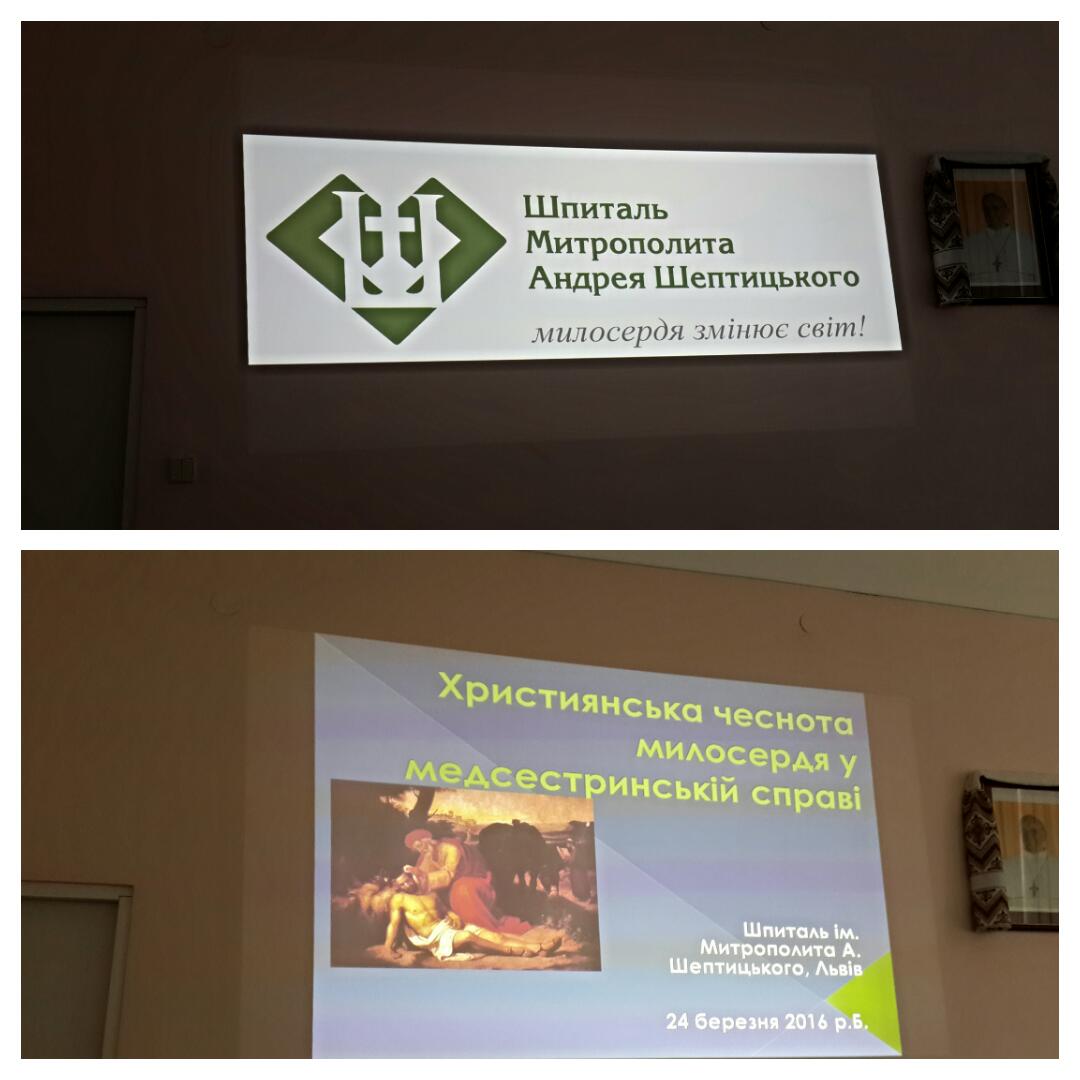 Шпиталь
Митрополита
Андрея Шептицького
милосердя змінює світ!
Християнська чеснота
милосердя у
медсестринській справі
Шпиталь ім.
Митрополита А.
Шептицького, Львів
24 березня 2016 р.Б.